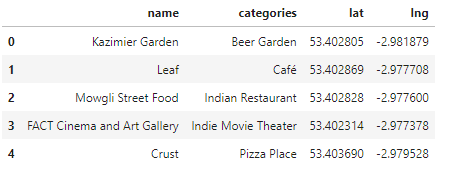 name categories lat lng
0 Kazimier Garden Beer Garden 53.402805 -2.981879
1 Leaf Café 53.402869 -2.977708
2 Mowgli Street Food Indian Restaurant 53.402828 -2.977600
3 FACT Cinema and Art Gallery Indie Movie Theater 53.402314 -2.977378
4 Crust Pizza Place 53.403690 -2.979528